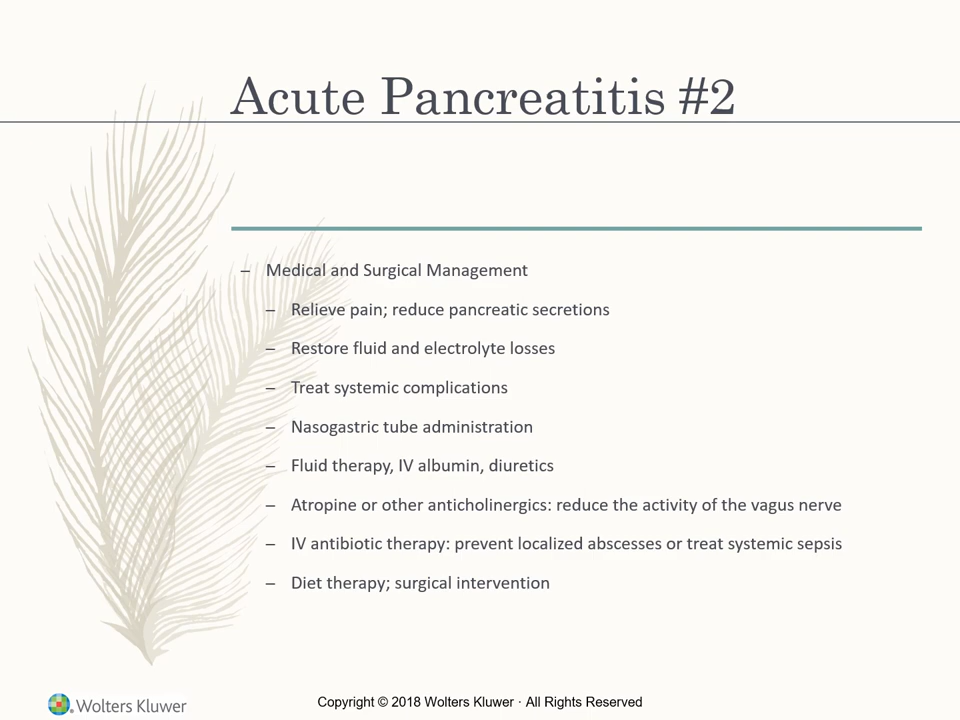 Acute Pancreatitis #2
– Medical and Surgical Management
– Relieve pain; reduce pancreatic secretions
– Restore fluid and electrolyte losses
– Treat systemic complications
– Nasogastric tube administration
– Fluid therapy, IV albumin, diuretics
– Atropine or other anticholinergics: reduce the activity of the vagus nerve
– IV antibiotic therapy: prevent localized abscesses or treat systemic sepsis
– Diet therapy; surgical intervention
Wolters Kluwer
Copyright © 2018 Wolters Kluwer · All Rights Reserved